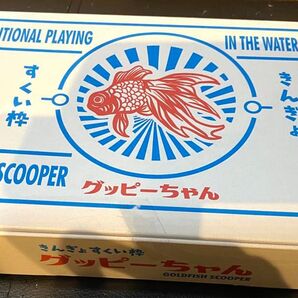 ITIONAL PLAYING
IN THE WATER
すくい枠
きんぎょ
SCOOPER
グッピーちゃん
きんぎょすくい枠
グッピーちゃん
GOLDFISH SCOOPER